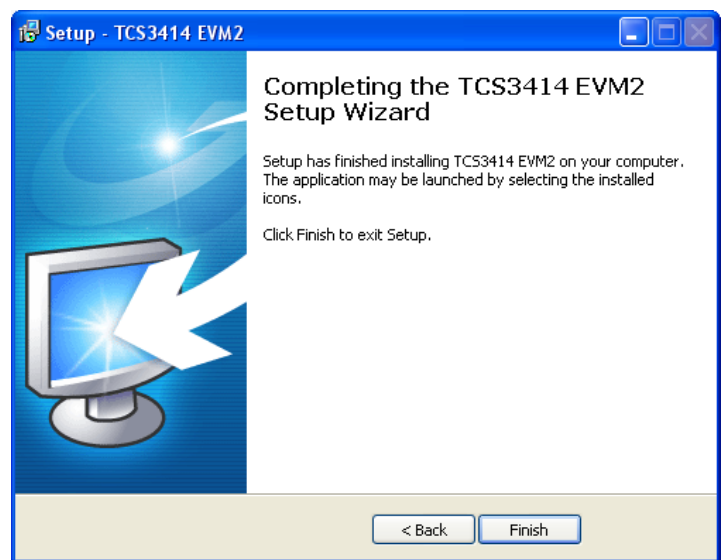 Setup - TCS3414 EVM2
Completing the TCS3414 EVM2
Setup Wizard
Setup has finished installing TCS3414 EVM2 on your computer.
The application may be launched by selecting the installed
icons.
Click Finish to exit Setup.
< Back Finish